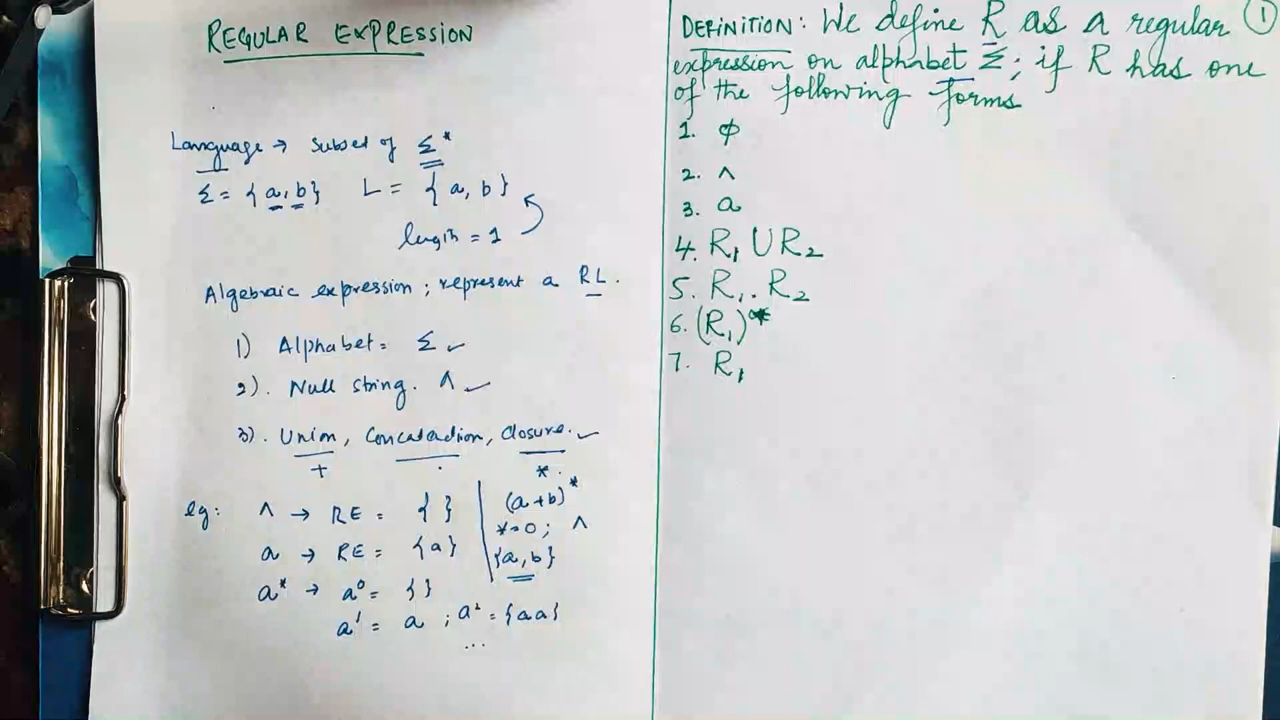 REGULAR EXPRESSION
Language → Subset of Σ*
Σ = {a, b} L = {a, b}
length = 1
Algebraic expression ; represent a RL.
1) Alphabet = Σ ✓
2). Null string. ∧ ✓
3). Union, Concatadion, Closure. ✓
+ . *.
eg: ∧ → RE = { }
a → RE = {a}
a* → a⁰ = { }
a¹ = a ; a² = {aa}
...
(a+b)*
*=0; ∧
{a, b}
DEFINITION: We define R as a regular ①
expression on alphabet Σ; if R has one
of the following forms
1. φ
2. ∧
3. a
4. R₁ ∪ R₂
5. R₁ . R₂
6. (R₁)*
7. R₁